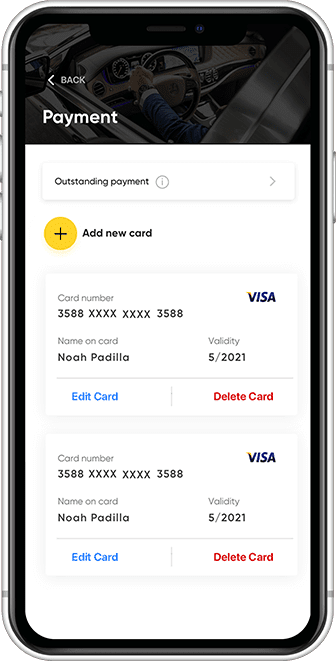 BACK
Payment
Outstanding payment i
Add new card
Card number VISA
3588 XXXX XXXX 3588
Name on card Validity
Noah Padilla 5/2021
Edit Card Delete Card
Card number VISA
3588 XXXX XXXX 3588
Name on card Validity
Noah Padilla 5/2021
Edit Card Delete Card